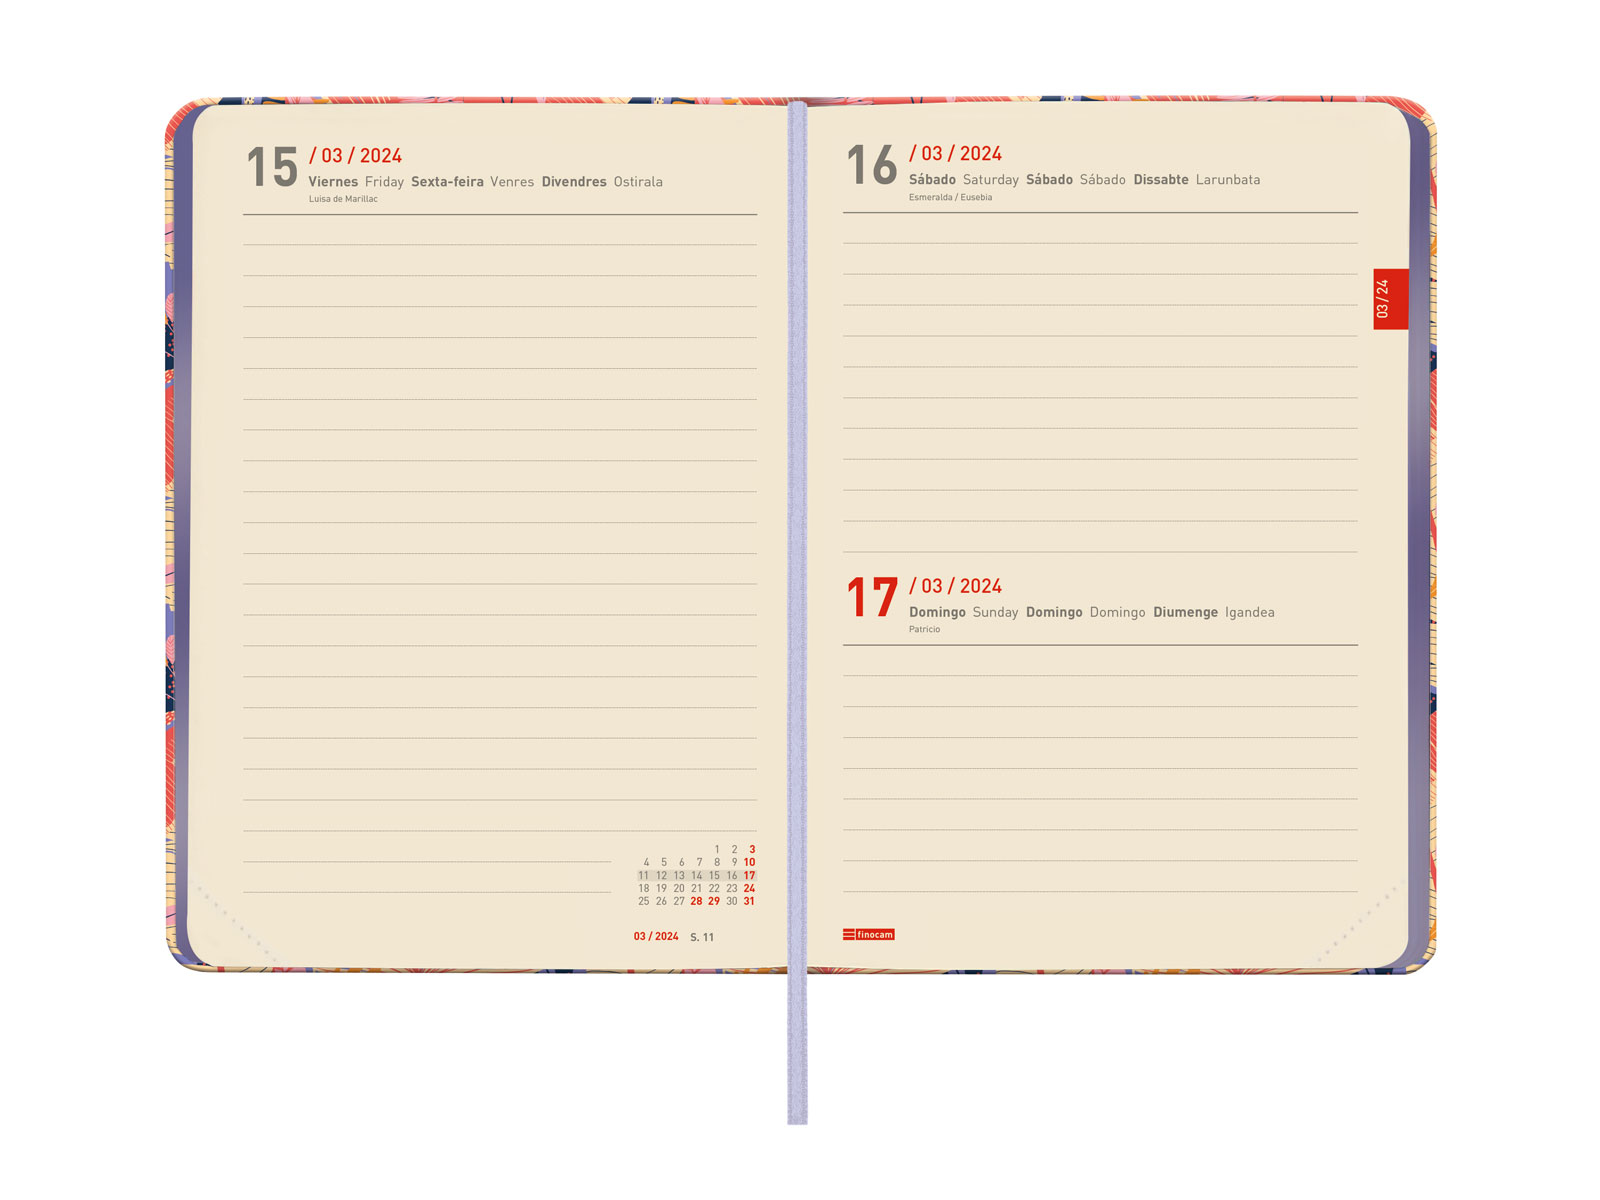 15 / 03 / 2024
Viernes Friday Sexta-feira Venres Divendres Ostirala
Luisa de Marillac
1 2 3
4 5 6 7 8 9 10
11 12 13 14 15 16 17
18 19 20 21 22 23 24
25 26 27 28 29 30 31
03 / 2024 S. 11
16 / 03 / 2024
Sábado Saturday Sábado Sábado Dissabte Larunbata
Esmeralda / Eusebia
03 / 24
17 / 03 / 2024
Domingo Sunday Domingo Domingo Diumenge Igandea
Patricio
finocam